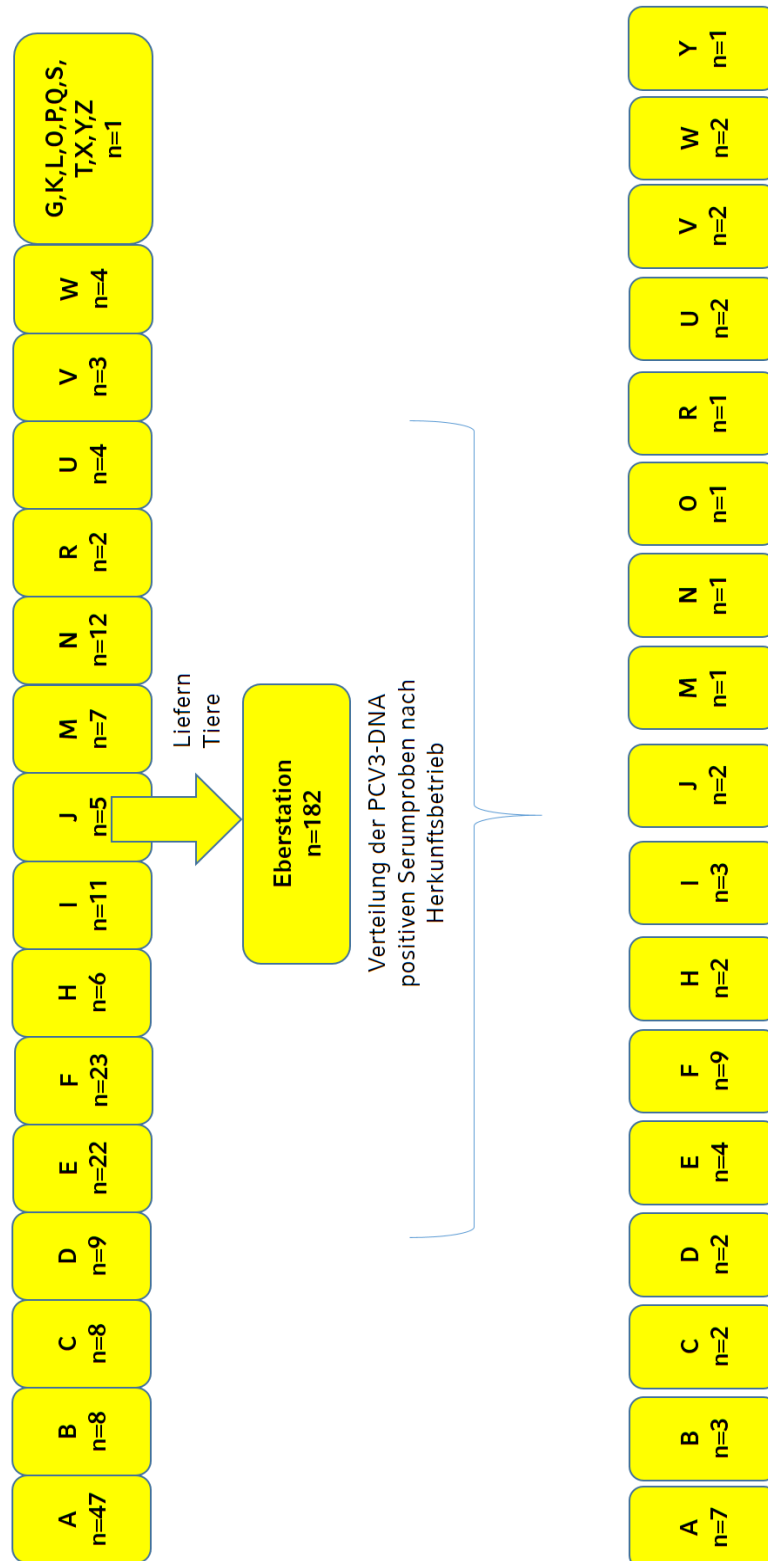 A
n=47
B
n=8
C
n=8
D
n=9
E
n=22
F
n=23
H
n=6
I
n=11
J
n=5
M
n=7
N
n=12
R
n=2
U
n=4
V
n=3
W
n=4
G,K,L,O,P,Q,S,
T,X,Y,Z
n=1
Liefern
Tiere
Eberstation
n=182
Verteilung der PCV3-DNA
positiven Serumproben nach
Herkunftsbetrieb
A
n=7
B
n=3
C
n=2
D
n=2
E
n=4
F
n=9
H
n=2
I
n=3
J
n=2
M
n=1
N
n=1
O
n=1
R
n=1
U
n=2
V
n=2
W
n=2
Y
n=1